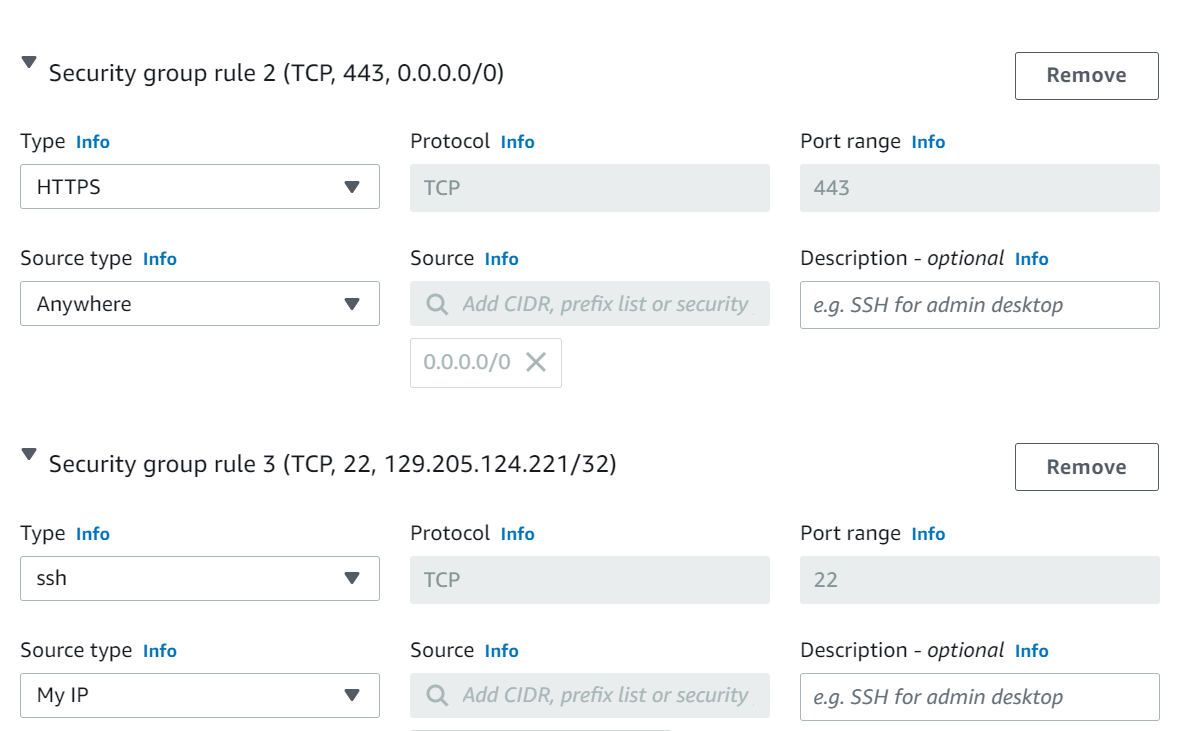 Security group rule 2 (TCP, 443, 0.0.0.0/0)
Remove
Type Info
Protocol Info
Port range Info
HTTPS
TCP
443
Source type Info
Source Info
Description - optional Info
Anywhere
Add CIDR, prefix list or security
e.g. SSH for admin desktop
0.0.0.0/0
Security group rule 3 (TCP, 22, 129.205.124.221/32)
Remove
Type Info
Protocol Info
Port range Info
ssh
TCP
22
Source type Info
Source Info
Description - optional Info
My IP
Add CIDR, prefix list or security
e.g. SSH for admin desktop